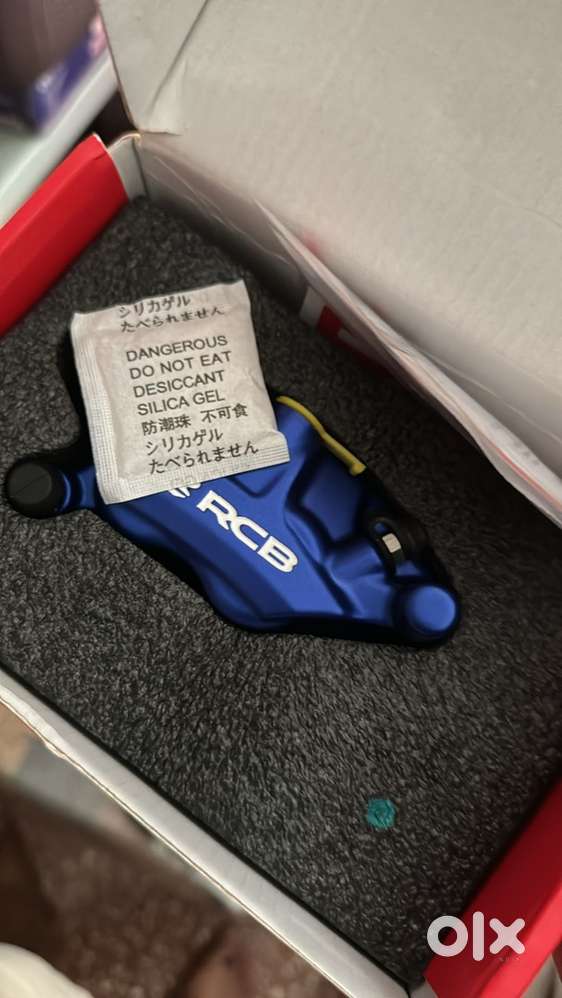 シリカゲル
たべられません
DANGEROUS
DO NOT EAT
DESICCANT
SILICA GEL
防潮珠 不可食
シリカゲル
たべられません
RCB
olx